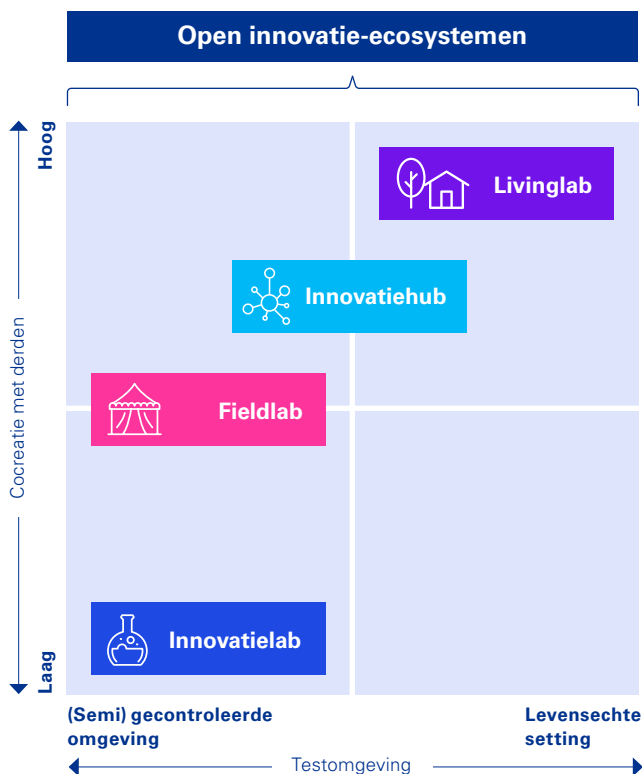 Open innovatie-ecosystemen
Hoog
Livinglab
Innovatiehub
Cocreatie met derden
Fieldlab
Innovatielab
Laag
(Semi) gecontroleerde
omgeving
Levensechte
setting
Testomgeving